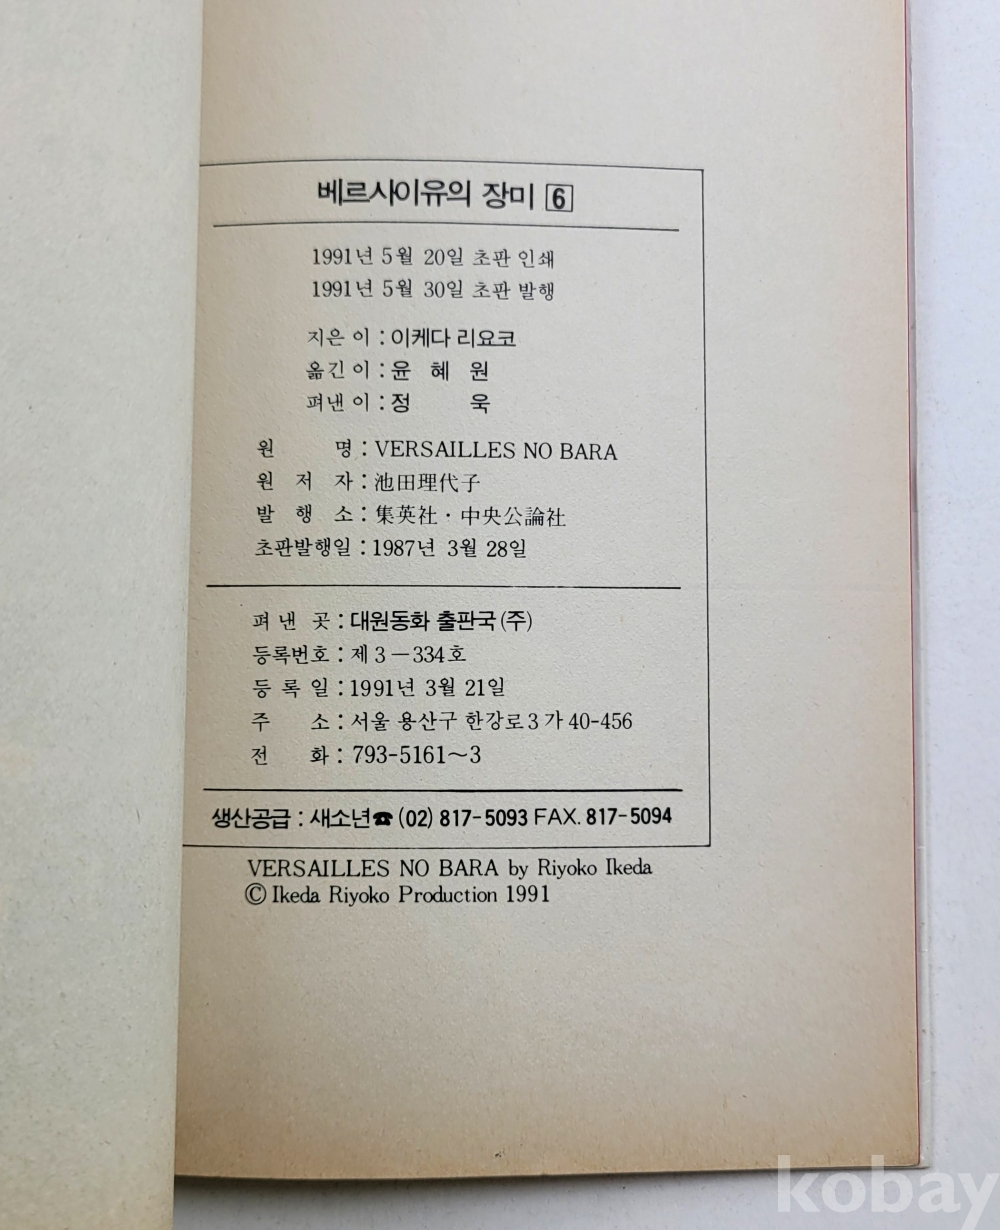 베르사이유의 장미 6
1991년 5월 20일 초판 인쇄
1991년 5월 30일 초판 발행
지은 이 : 이케다 리요코
옮긴 이 : 윤 혜 원
펴낸 이 : 정 욱
원 명 : VERSAILLES NO BARA
원 저 자 : 池田理代子
발 행 소 : 集英社 · 中央公論社
초판발행일 : 1987년 3월 28일
펴 낸 곳 : 대원동화 출판국 (주)
등록번호 : 제 3 − 334 호
등 록 일 : 1991년 3월 21일
주 소 : 서울 용산구 한강로 3 가 40-456
전 화 : 793-5161~3
생산공급 : 새소년☎ (02) 817-5093 FAX. 817-5094
VERSAILLES NO BARA by Riyoko Ikeda
© Ikeda Riyoko Production 1991
kobay